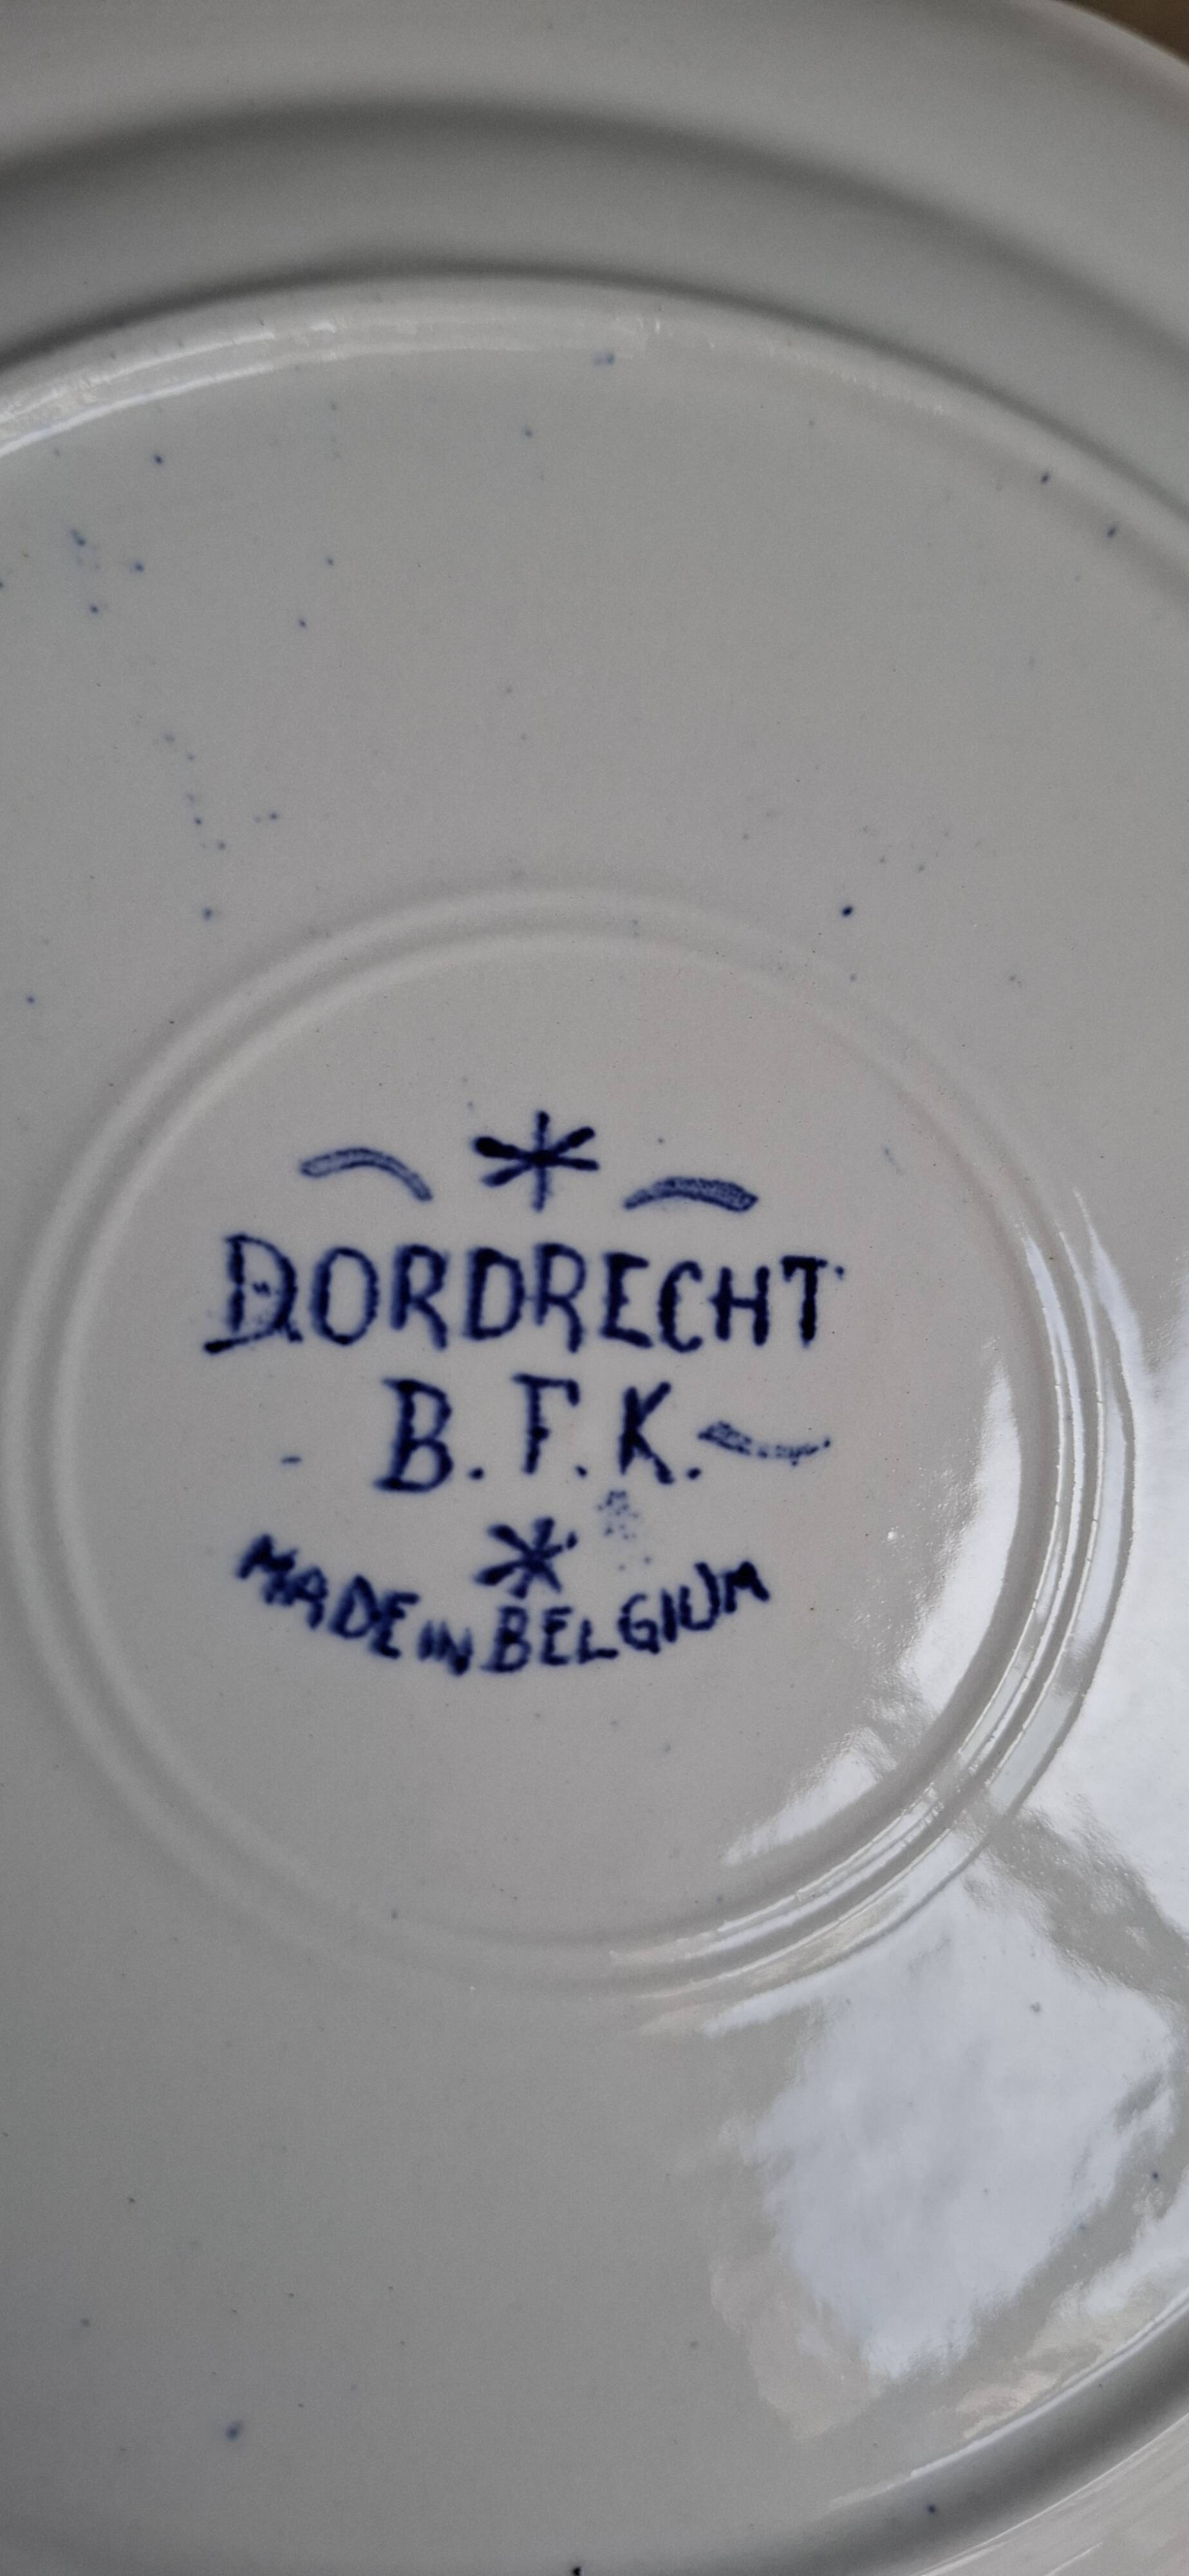 DORDRECHT
B.F.K.
MADE IN BELGIUM